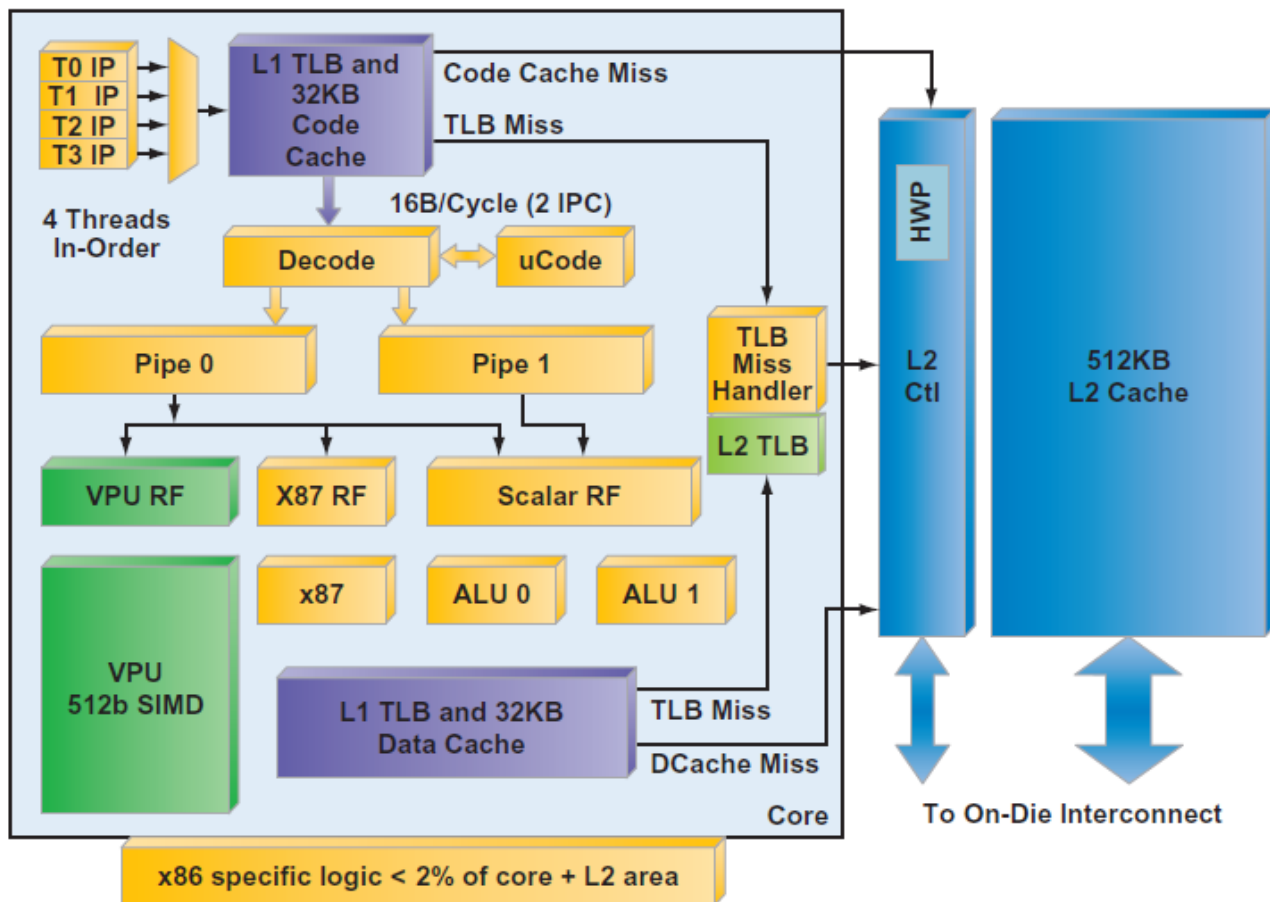 T0 IP
T1 IP
T2 IP
T3 IP
4 Threads
In-Order
L1 TLB and
32KB
Code
Cache
Code Cache Miss
TLB Miss
16B/Cycle (2 IPC)
Decode
uCode
Pipe 0
Pipe 1
TLB
Miss
Handler
L2 TLB
HWP
L2
Ctl
512KB
L2 Cache
VPU RF
X87 RF
Scalar RF
VPU
512b SIMD
x87
ALU 0
ALU 1
L1 TLB and 32KB
Data Cache
TLB Miss
DCache Miss
Core
To On-Die Interconnect
x86 specific logic < 2% of core + L2 area